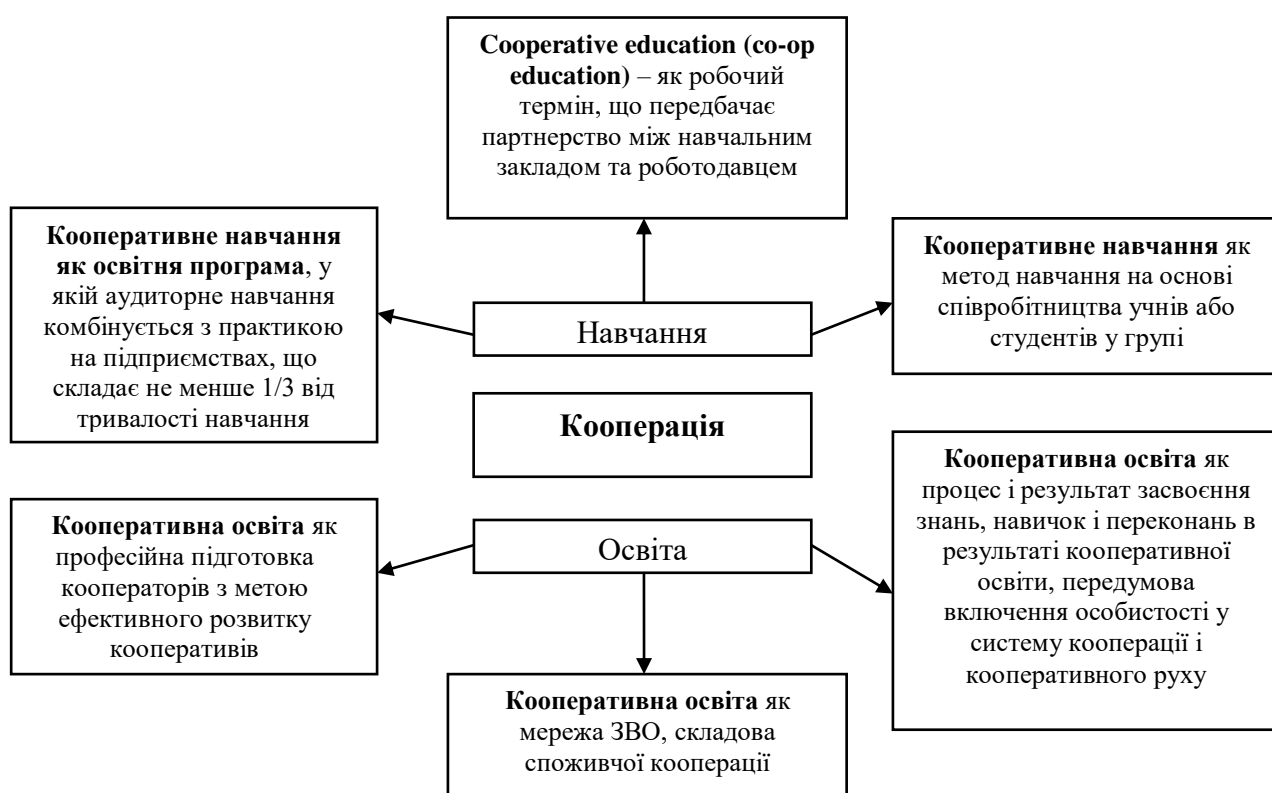 Cooperative education (co-op
education) – як робочий
термін, що передбачає
партнерство між навчальним
закладом та роботодавцем
Кооперативне навчання
як освітня програма, у
якій аудиторне навчання
комбінується з практикою
на підприємствах, що
складає не менше 1/3 від
тривалості навчання
Навчання
Кооперативне навчання як
метод навчання на основі
співробітництва учнів або
студентів у групі
Кооперація
Кооперативна освіта як
професійна підготовка
кооператорів з метою
ефективного розвитку
кооперативів
Освіта
Кооперативна освіта як
процес і результат засвоєння
знань, навичок і переконань в
результаті кооперативної
освіти, передумова
включення особистості у
систему кооперації і
кооперативного руху
Кооперативна освіта як
мережа ЗВО, складова
споживчої кооперації